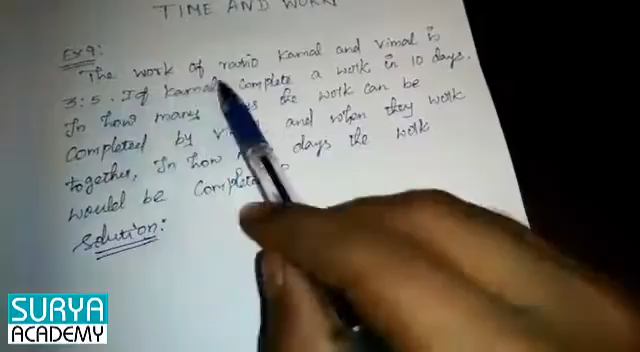 TIME AND WORK
Ex 9:
The work of ratio Kamal and Vimal is
3:5. If Kamal complete a work in 10 days.
In how many the work can be
completed by and when they work
together, In how days the work
would be complete ?
Solution:
SURYA
ACADEMY